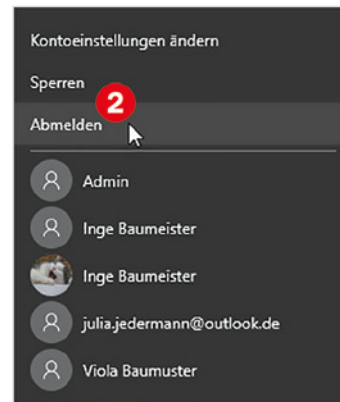 Kontoeinstellungen ändern
Sperren
2
Abmelden
Admin
Inge Baumeister
Inge Baumeister
julia.jedermann@outlook.de
Viola Baumuster